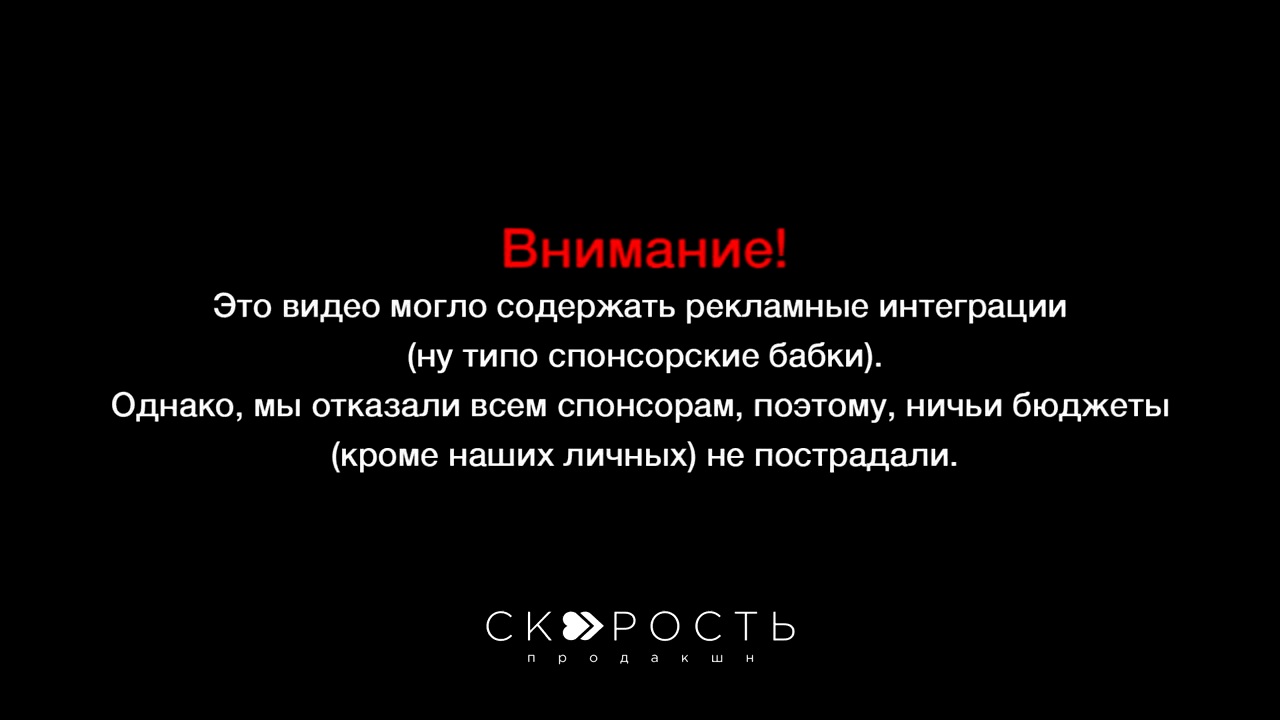 Внимание!
Это видео могло содержать рекламные интеграции
(ну типо спонсорские бабки).
Однако, мы отказали всем спонсорам, поэтому, ничьи бюджеты
(кроме наших личных) не пострадали.
СКОРОСТЬ
продакшн